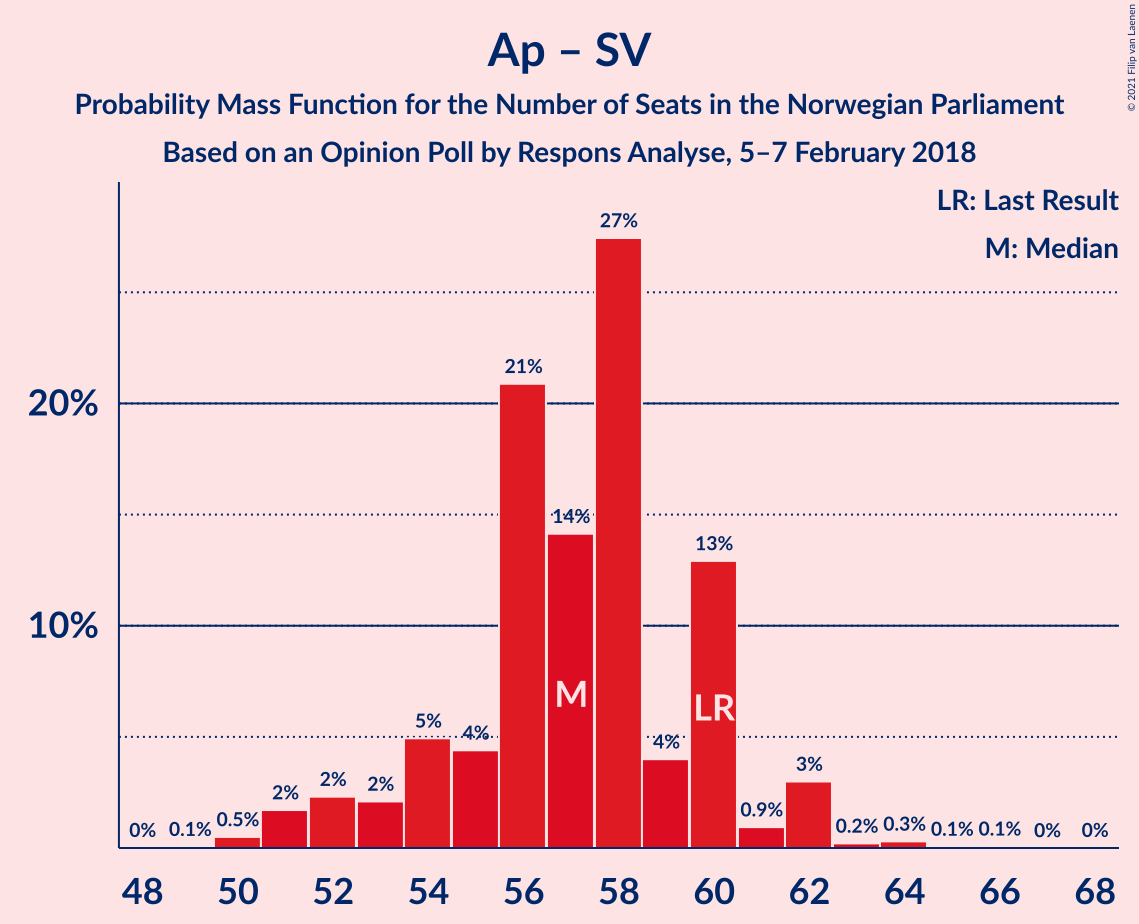 Ap – SV
Probability Mass Function for the Number of Seats in the Norwegian Parliament
Based on an Opinion Poll by Respons Analyse, 5–7 February 2018
© 2021 Filip van Laenen
LR: Last Result
M: Median
20%
10%
0%
0.1%
0.5%
2%
2%
2%
5%
4%
21%
14%
27%
4%
13%
0.9%
3%
0.2%
0.3%
0.1%
0.1%
0%
0%
M
LR
48 50 52 54 56 58 60 62 64 66 68